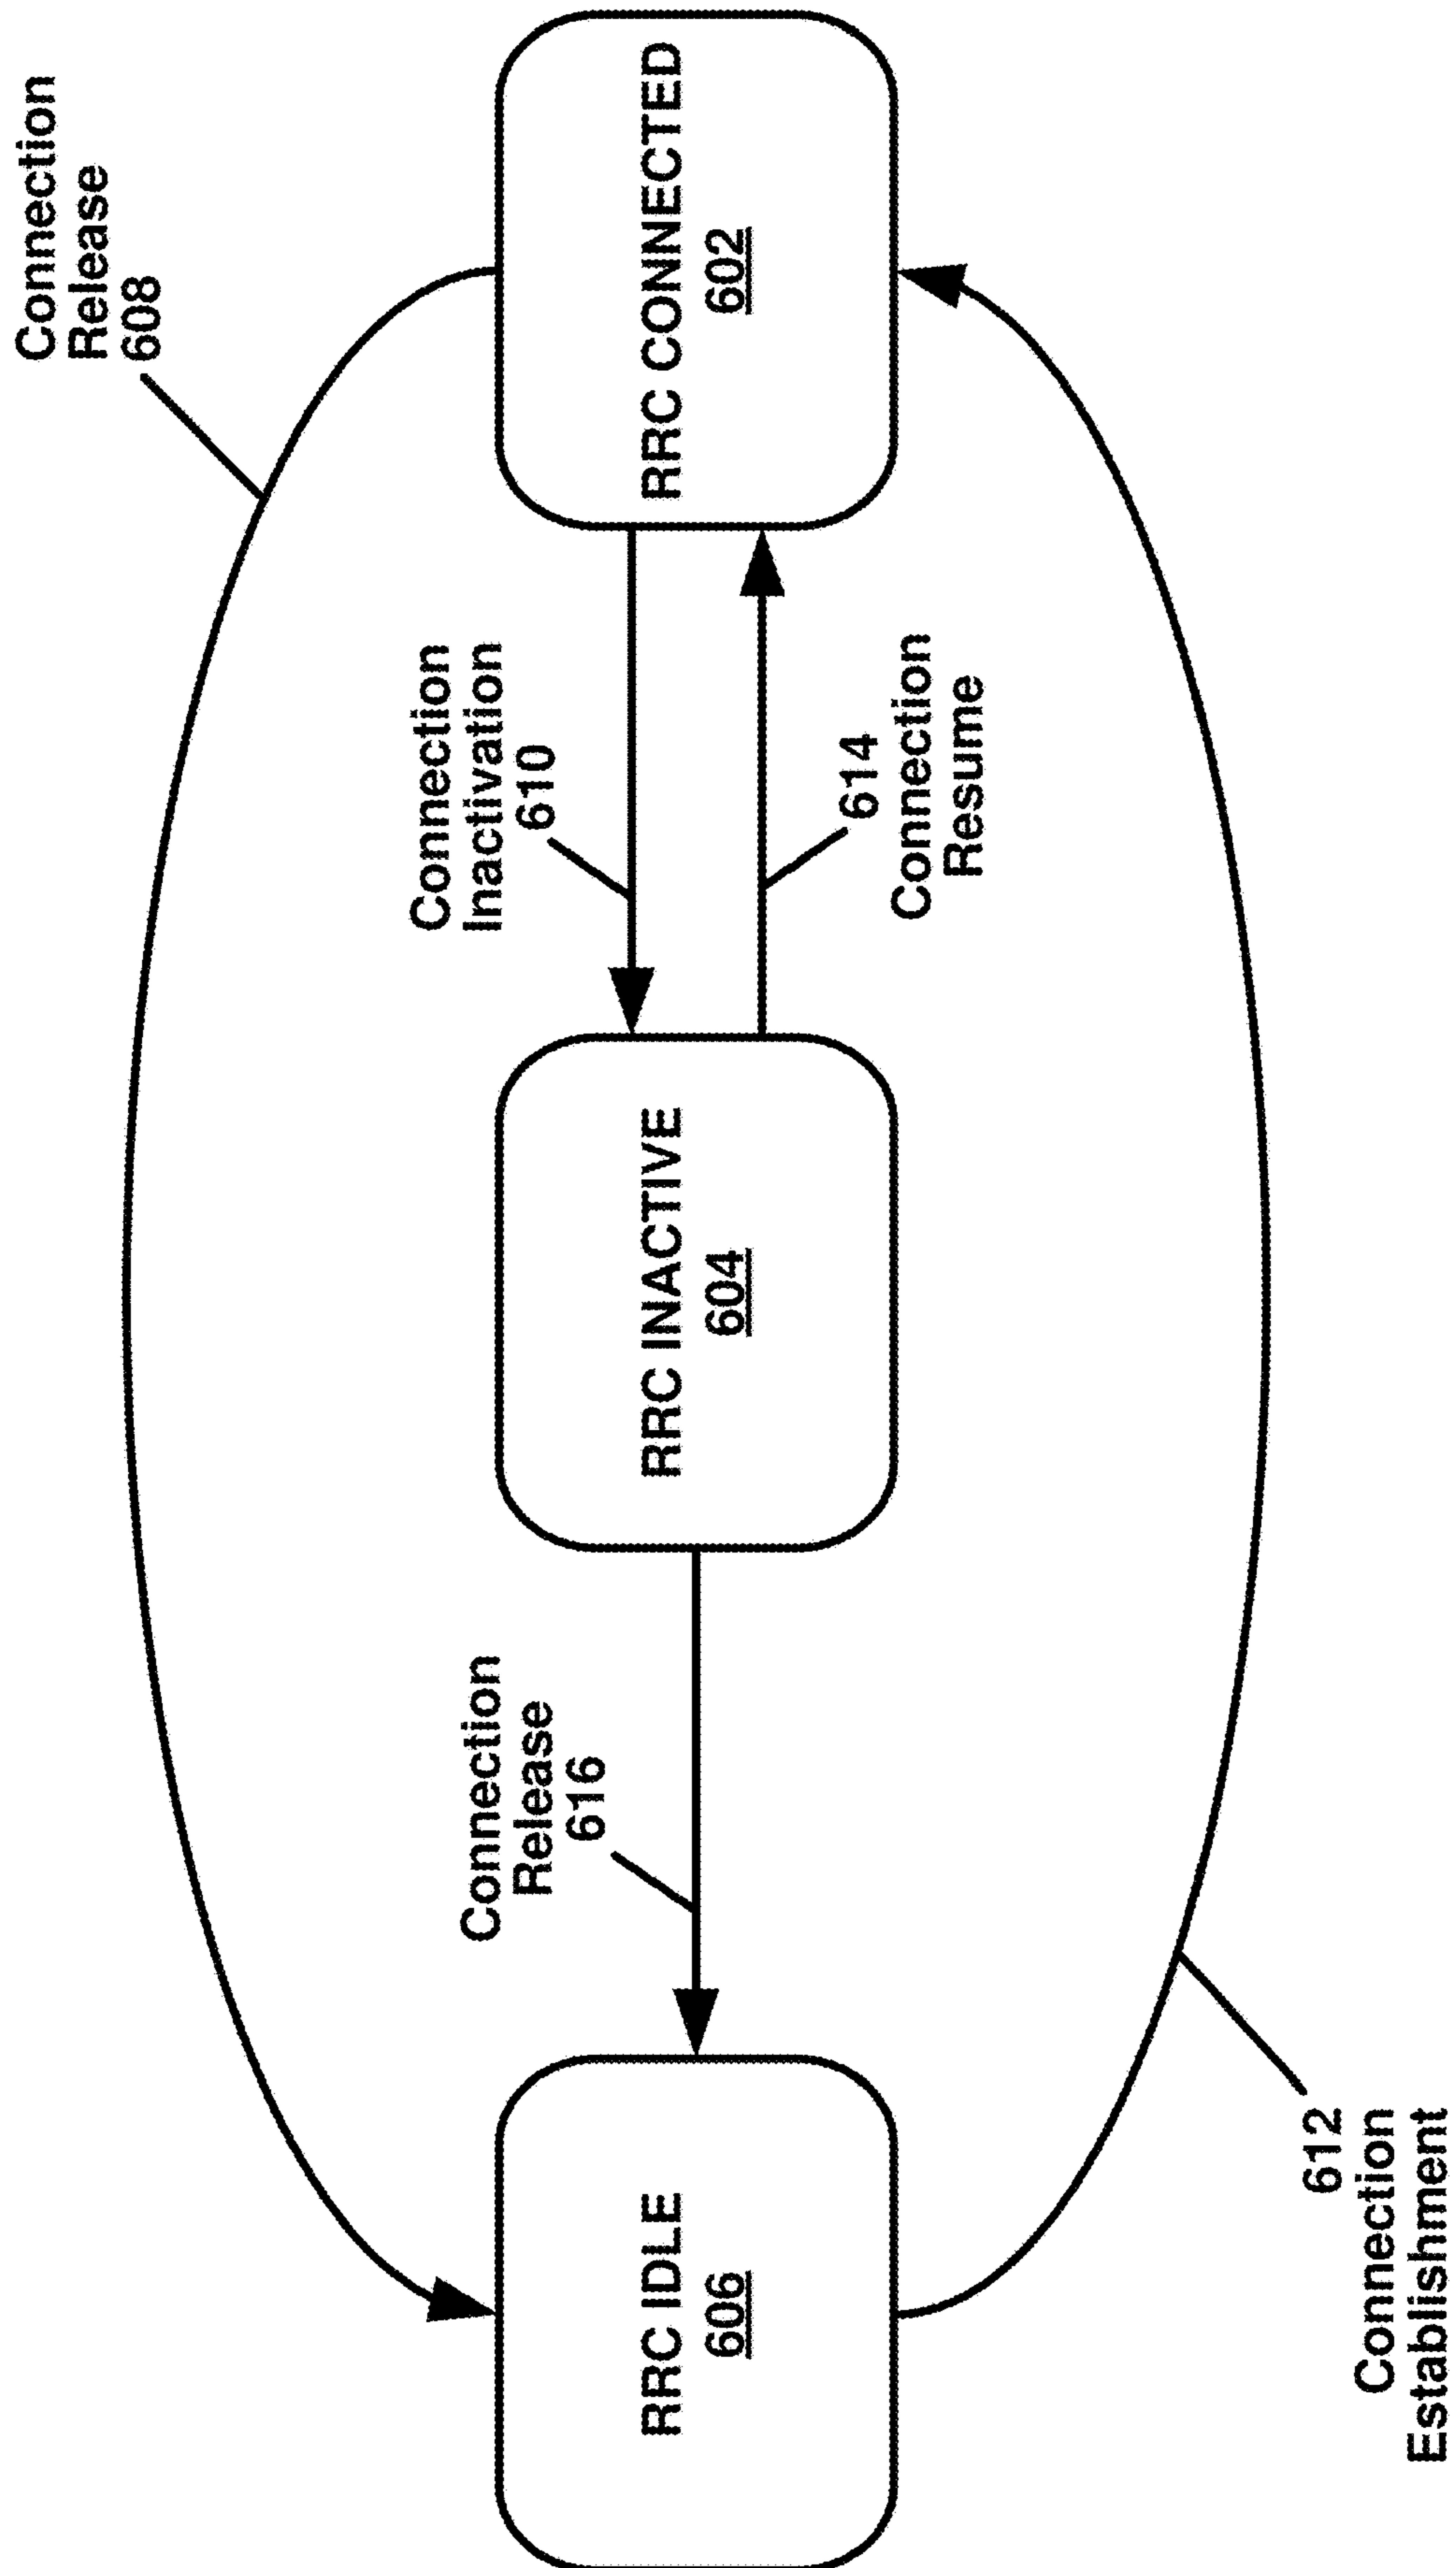 Connection
Release
608
Connection
Inactivation
610
Connection
Release
616
RRC IDLE
606
RRC INACTIVE
604
RRC CONNECTED
602
614
Connection
Resume
612
Connection
Establishment